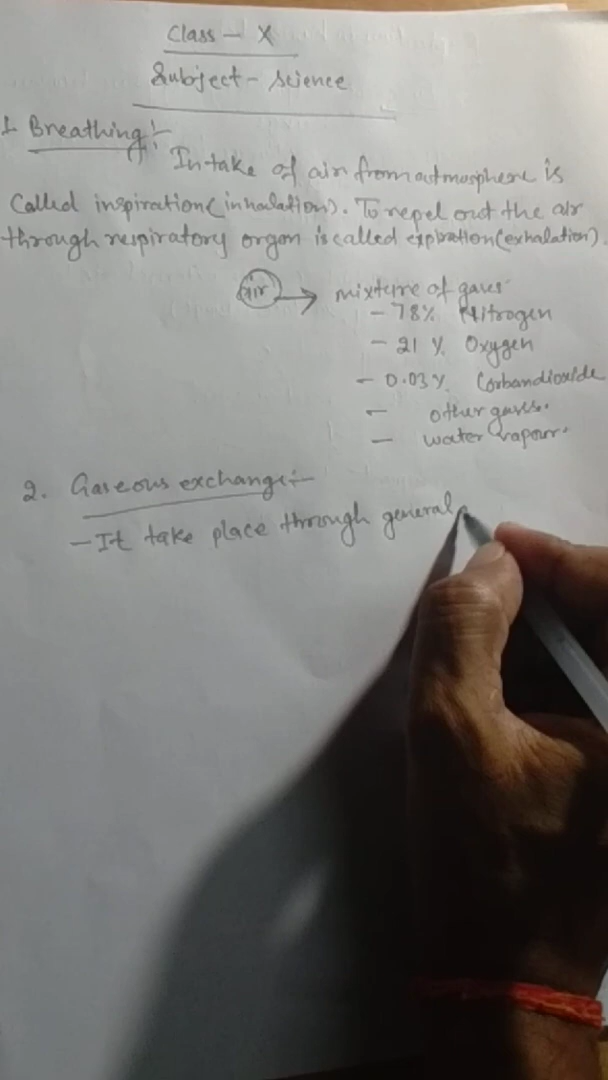 Class - X
Subject - Science
1. Breathing :-
Intake of air from atmosphere is
Called inspiration (inhalation). To repel out the air
through respiratory organ is called expiration (exhalation).
air → mixture of gases
- 78% Nitrogen
- 21 % Oxygen
- 0.03 % Carbandioxide
- other gases.
- water vapour.
2. Gaseous exchange :-
- It take place through general